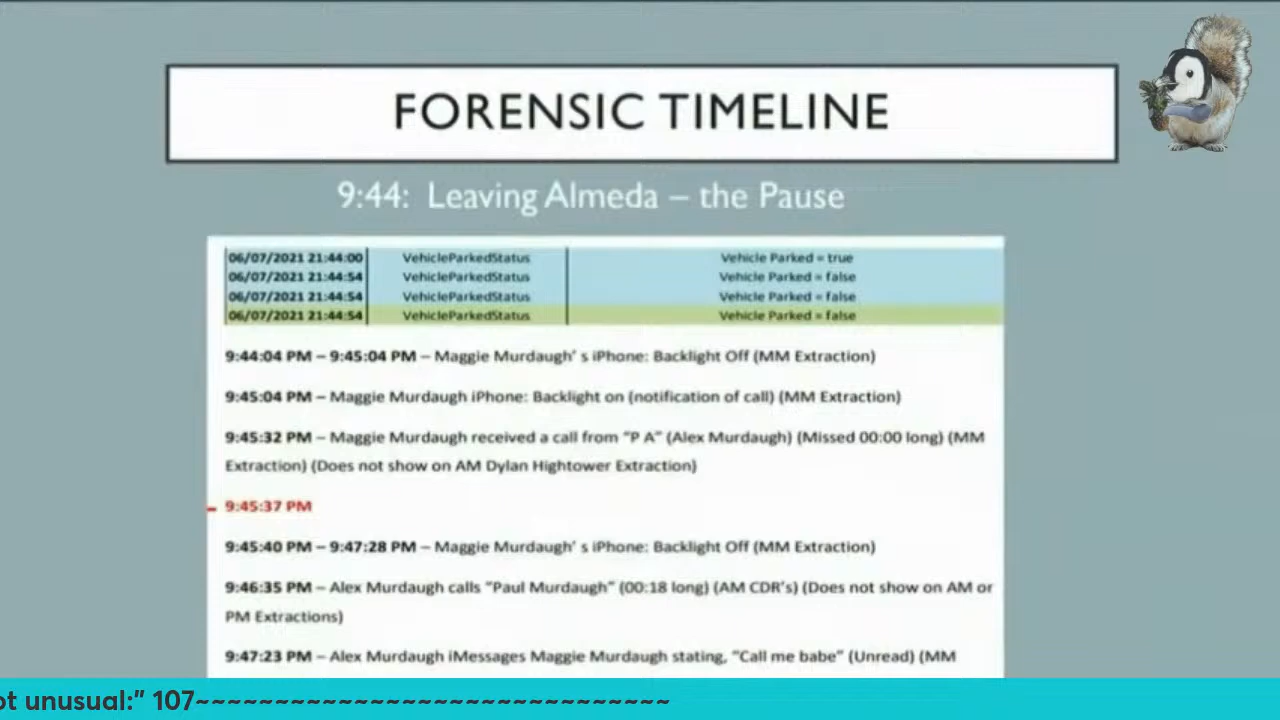 FORENSIC TIMELINE
9:44: Leaving Almeda – the Pause
06/07/2021 21:44:00 VehicleParkedStatus Vehicle Parked = true
06/07/2021 21:44:54 VehicleParkedStatus Vehicle Parked = false
06/07/2021 21:44:54 VehicleParkedStatus Vehicle Parked = false
06/07/2021 21:44:54 VehicleParkedStatus Vehicle Parked = false
9:44:04 PM – 9:45:04 PM – Maggie Murdaugh' s iPhone: Backlight Off (MM Extraction)
9:45:04 PM – Maggie Murdaugh iPhone: Backlight on (notification of call) (MM Extraction)
9:45:32 PM – Maggie Murdaugh received a call from “P A” (Alex Murdaugh) (Missed 00:00 long) (MM
Extraction) (Does not show on AM Dylan Hightower Extraction)
9:45:37 PM
9:45:40 PM – 9:47:28 PM – Maggie Murdaugh' s iPhone: Backlight Off (MM Extraction)
9:46:35 PM – Alex Murdaugh calls “Paul Murdaugh” (00:18 long) (AM CDR's) (Does not show on AM or
PM Extractions)
9:47:23 PM – Alex Murdaugh iMessages Maggie Murdaugh stating, “Call me babe” (Unread) (MM
ot unusual:” 107~~~~~~~~~~~~~~~~~~~~~~~~~~~~~